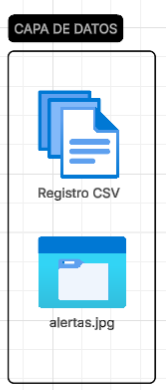 CAPA DE DATOS
Registro CSV
alertas.jpg